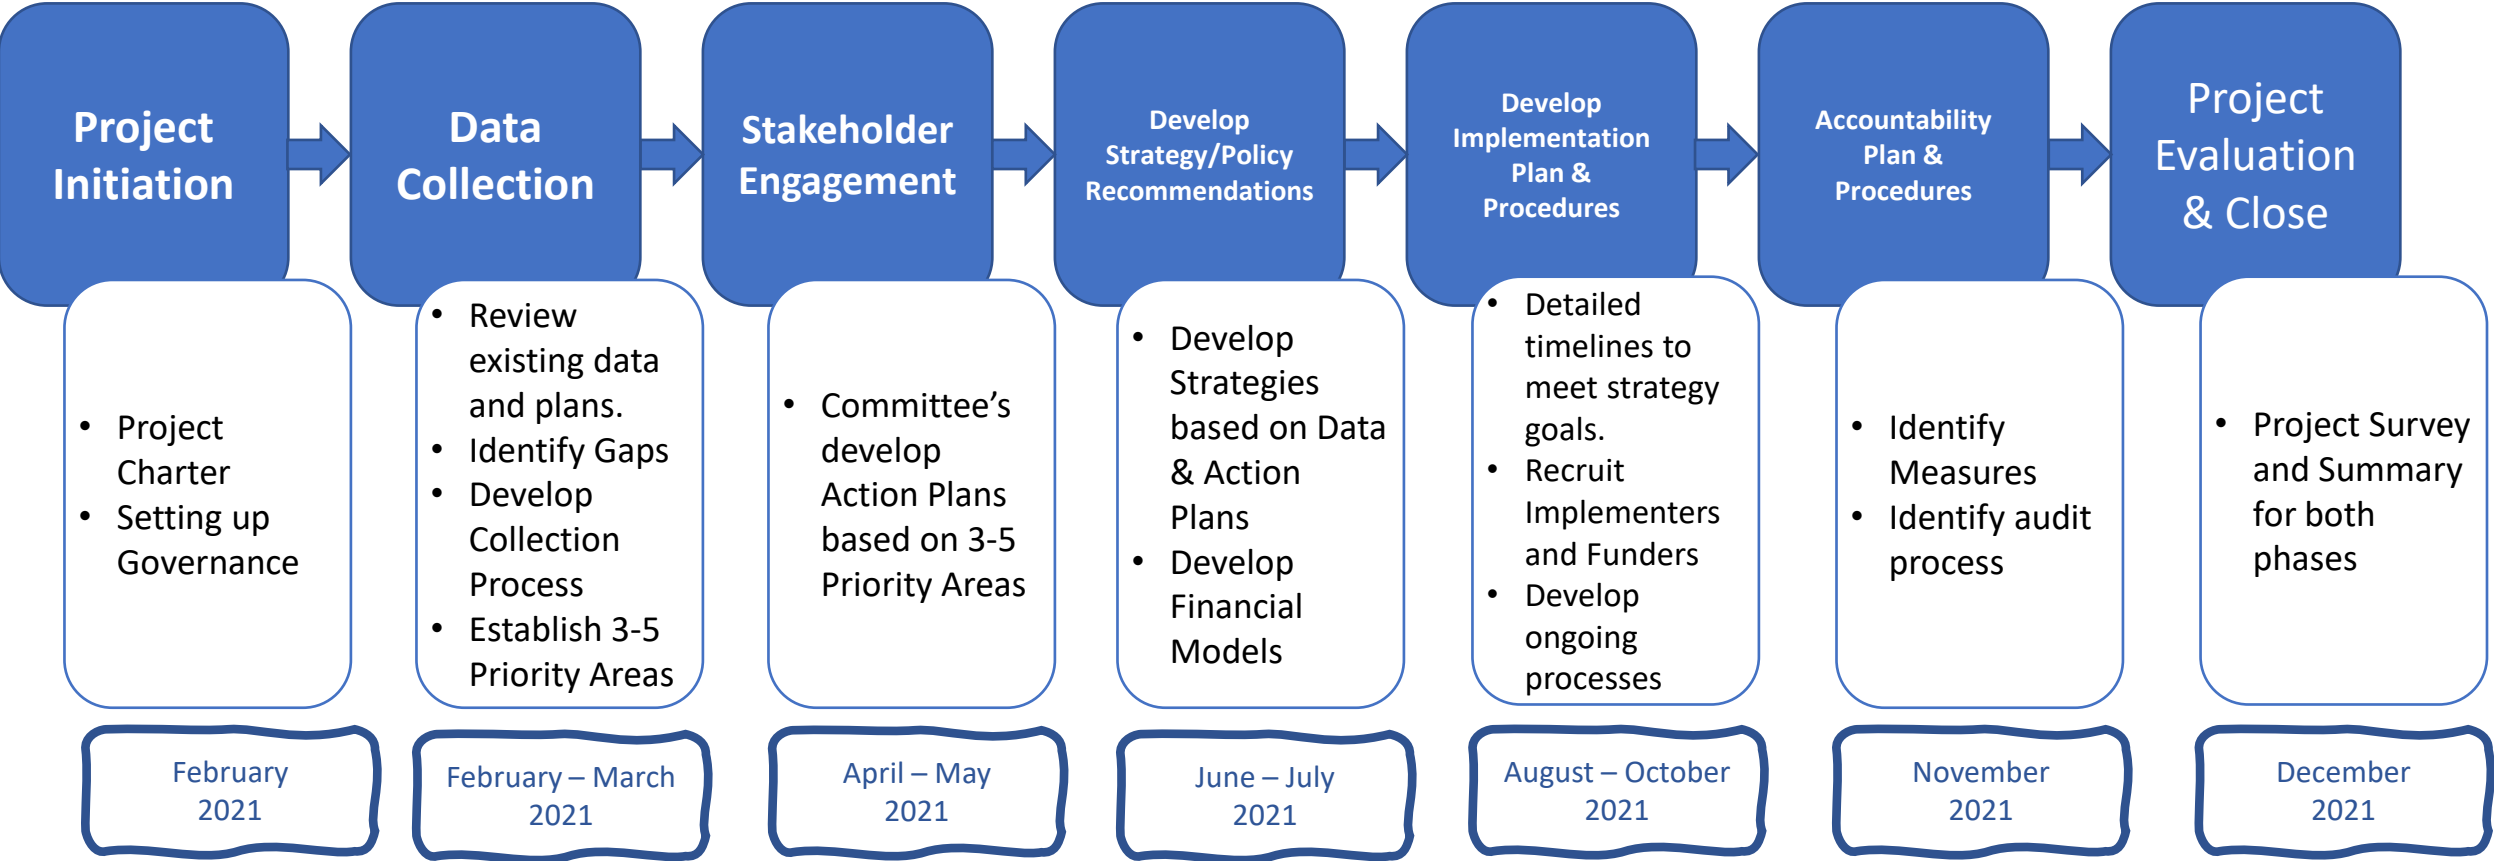 Project
Initiation
Data
Collection
Stakeholder
Engagement
Develop
Strategy/Policy
Recommendations
Develop
Implementation
Plan &
Procedures
Accountability
Plan &
Procedures
Project
Evaluation
& Close
• Project
Charter
• Setting up
Governance
• Review
existing data
and plans.
• Identify Gaps
• Develop
Collection
Process
• Establish 3-5
Priority Areas
• Committee’s
develop
Action Plans
based on 3-5
Priority Areas
• Develop
Strategies
based on Data
& Action
Plans
• Develop
Financial
Models
• Detailed
timelines to
meet strategy
goals.
• Recruit
Implementers
and Funders
• Develop
ongoing
processes
• Identify
Measures
• Identify audit
process
• Project Survey
and Summary
for both
phases
February
2021
February – March
2021
April – May
2021
June – July
2021
August – October
2021
November
2021
December
2021